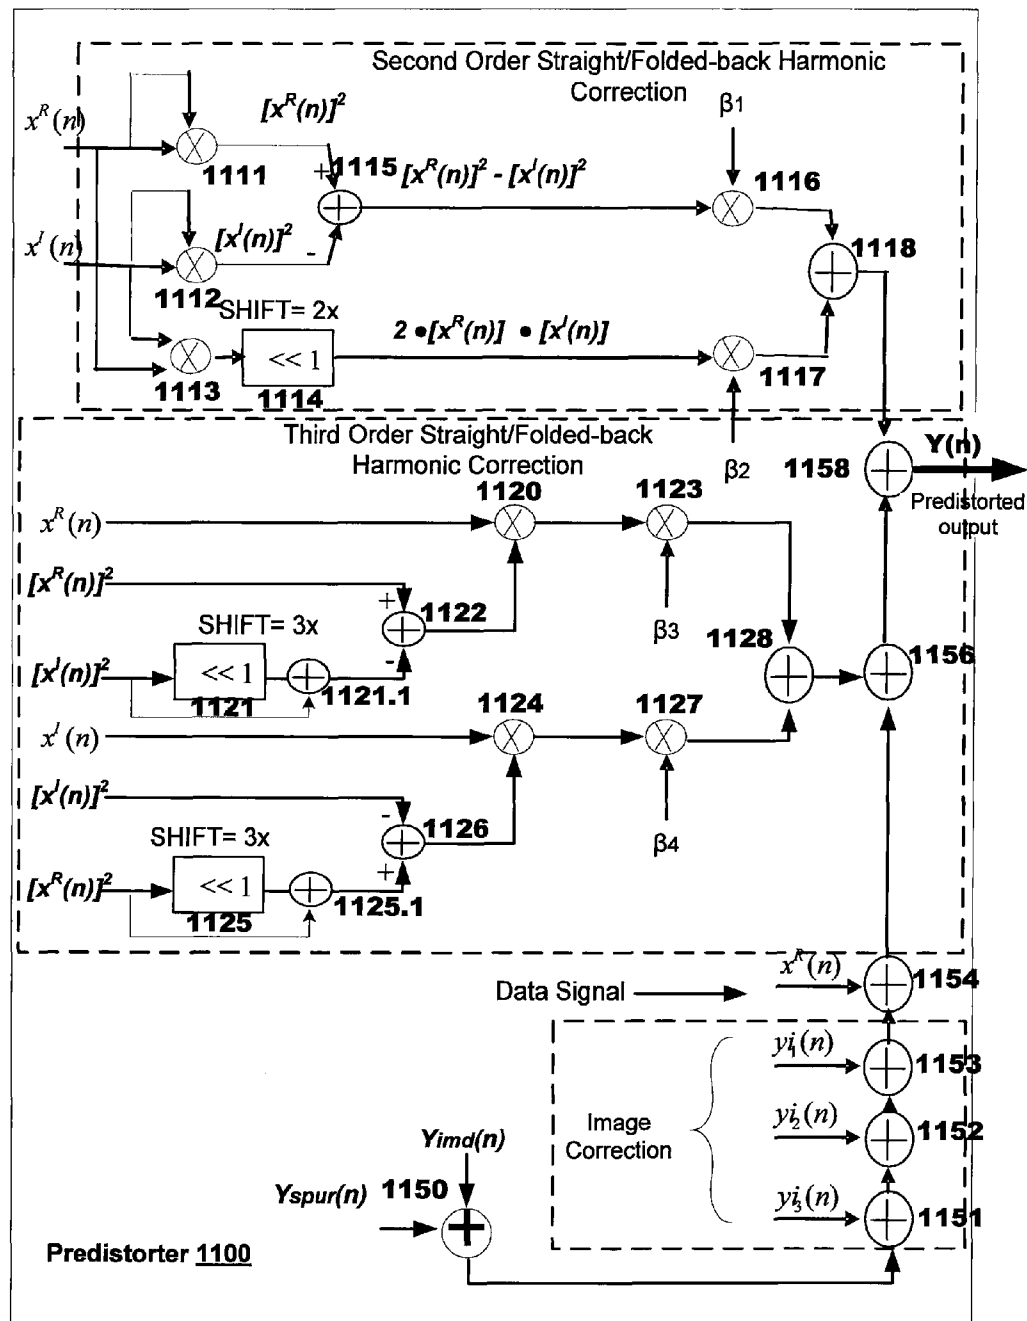 Second Order Straight/Folded-back Harmonic
Correction
x^R(n)
[x^R(n)]^2
β1
1111
+
1115
[x^R(n)]^2 - [x^I(n)]^2
1116
x^I(n)
[x^I(n)]^2
-
1118
1112
SHIFT= 2x
<< 1
2 •[x^R(n)] • [x^I(n)]
1113
1114
1117
β2
Third Order Straight/Folded-back
Harmonic Correction
1158
Y(n)
Predistorted
output
1120
1123
x^R(n)
[x^R(n)]^2
+
1122
β3
SHIFT= 3x
<< 1
-
1128
1156
[x^I(n)]^2
1121
1121.1
1124
1127
x^I(n)
[x^I(n)]^2
-
1126
β4
SHIFT= 3x
<< 1
+
[x^R(n)]^2
1125
1125.1
x^R(n)
1154
Data Signal
yi_1(n)
1153
Image
Correction
yi_2(n)
1152
Yimd(n)
Yspur(n)
1150
yi_3(n)
1151
Predistorter 1100